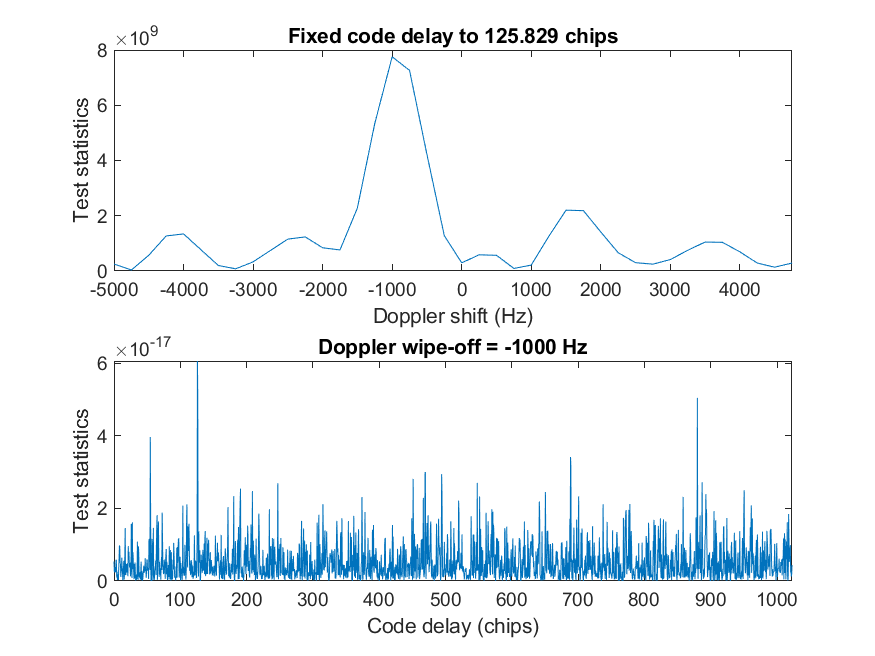 ×10^9
Fixed code delay to 125.829 chips
8
6
4
2
0
Test statistics
-5000 -4000 -3000 -2000 -1000 0 1000 2000 3000 4000
Doppler shift (Hz)
×10^-17
Doppler wipe-off = -1000 Hz
6
4
2
0
Test statistics
0 100 200 300 400 500 600 700 800 900 1000
Code delay (chips)